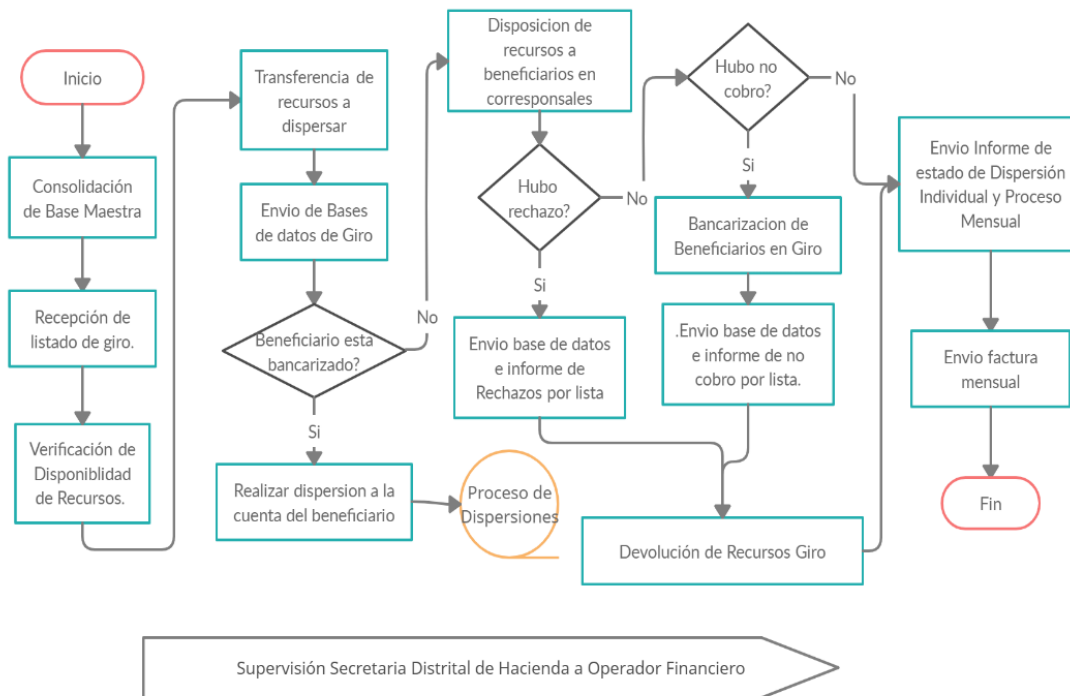 Inicio
Consolidación
de Base Maestra
Recepción de
listado de giro.
Verificación de
Disponiblidad
de Recursos.
Transferencia de
recursos a
dispersar
Envio de Bases
de datos de Giro
Beneficiario esta
bancarizado?
No
Si
Realizar dispersion a la
cuenta del beneficiario
Proceso de
Dispersiones
Disposicion de
recursos a
beneficiarios en
corresponsales
Hubo
rechazo?
No
Si
Envio base de datos
e informe de
Rechazos por lista
Hubo no
cobro?
No
Si
Bancarizacion de
Beneficiarios en Giro
.Envio base de datos
e informe de no
cobro por lista.
Devolución de Recursos Giro
Envio Informe de
estado de Dispersión
Individual y Proceso
Mensual
Envio factura
mensual
Fin
Supervisión Secretaria Distrital de Hacienda a Operador Financiero